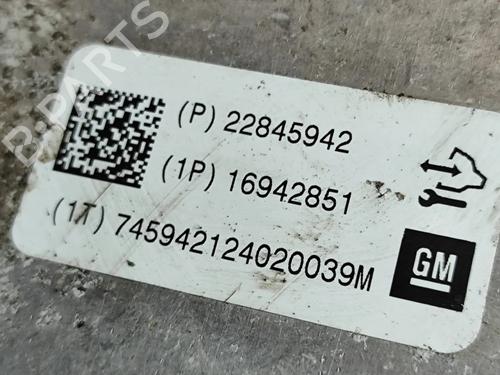 B-PARTS
(P) 22845942
(1P) 16942851
(1T) 745942124020039M
GM